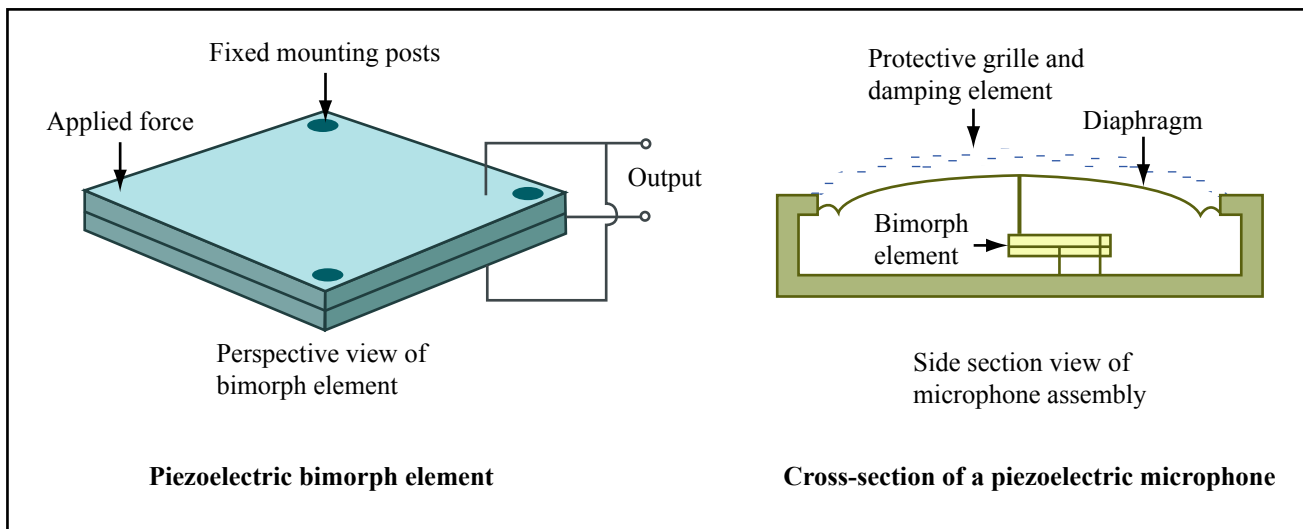 Fixed mounting posts
Applied force
Output
Perspective view of
bimorph element
Piezoelectric bimorph element
Protective grille and
damping element
Diaphragm
Bimorph
element
Side section view of
microphone assembly
Cross-section of a piezoelectric microphone